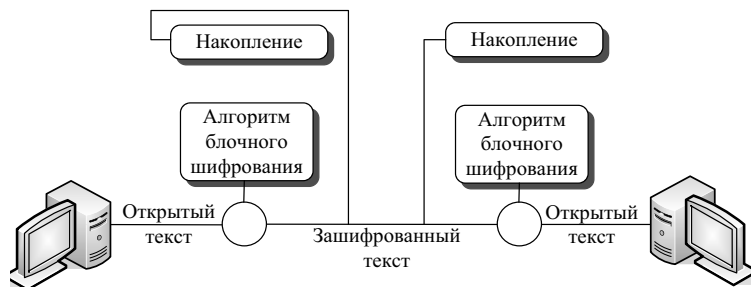 Накопление
Накопление
Алгоритм
блочного
шифрования
Алгоритм
блочного
шифрования
Открытый
текст
Зашифрованный
текст
Открытый
текст